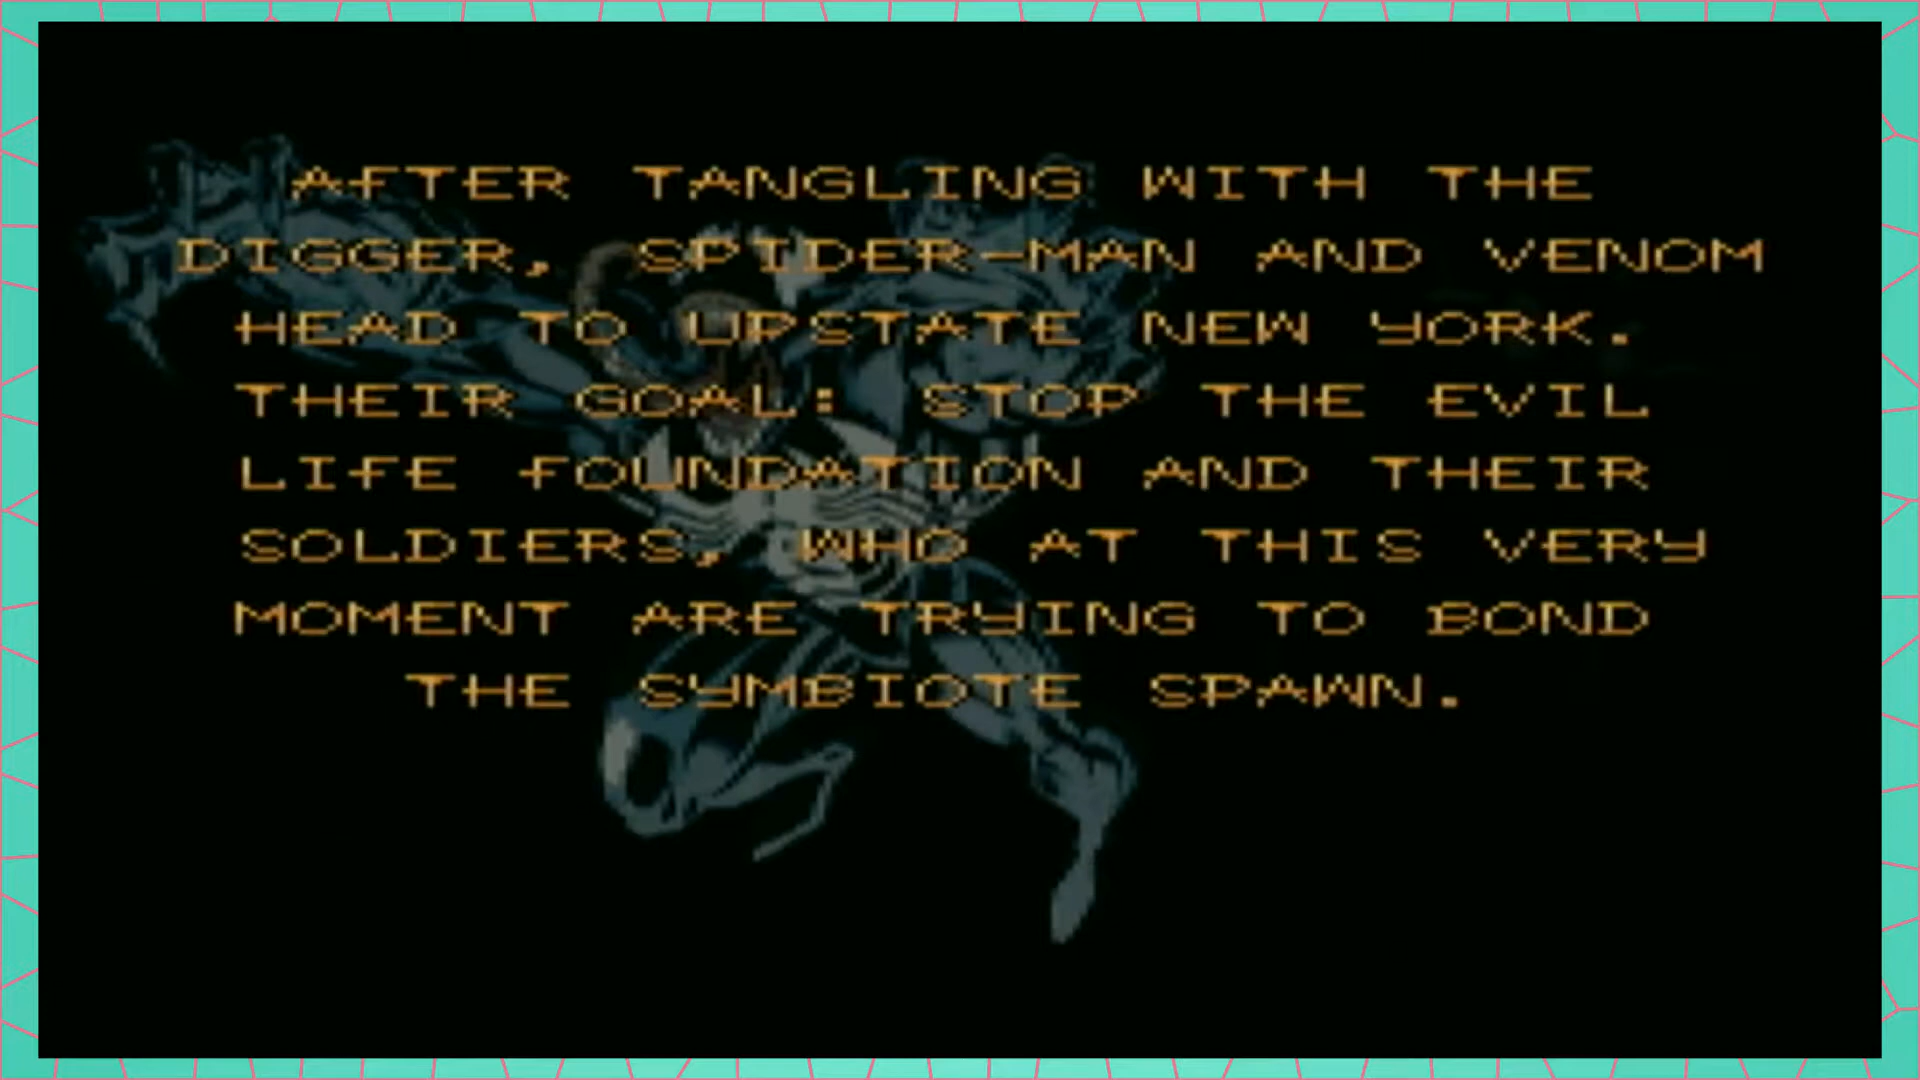 AFTER TANGLING WITH THE
DIGGER, SPIDER-MAN AND VENOM
HEAD TO UPSTATE NEW YORK.
THEIR GOAL: STOP THE EVIL
LIFE FOUNDATION AND THEIR
SOLDIERS, WHO AT THIS VERY
MOMENT ARE TRYING TO BOND
THE SYMBIOTE SPAWN.